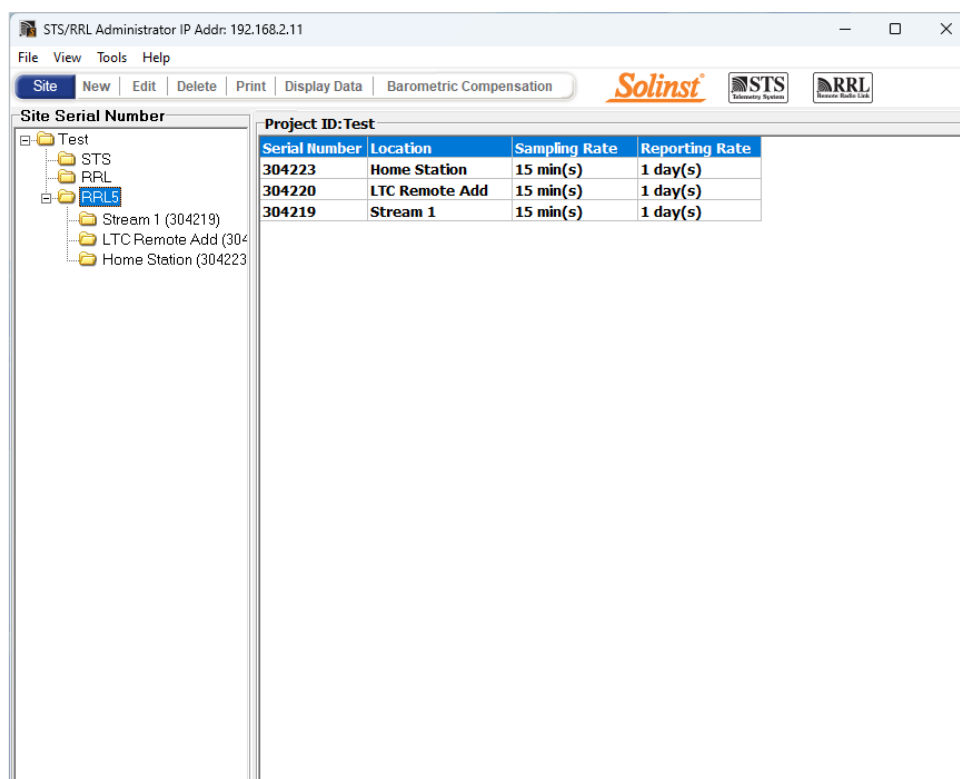 STS/RRL Administrator IP Addr: 192.168.2.11
File View Tools Help
Site New Edit Delete Print Display Data Barometric Compensation Solinst® STS Telemetry System RRL Remote Radio Link
Site Serial Number
Project ID:Test
Test
STS
RRL
RRL5
Stream 1 (304219)
LTC Remote Add (304
Home Station (304223
Serial Number Location Sampling Rate Reporting Rate
304223 Home Station 15 min(s) 1 day(s)
304220 LTC Remote Add 15 min(s) 1 day(s)
304219 Stream 1 15 min(s) 1 day(s)